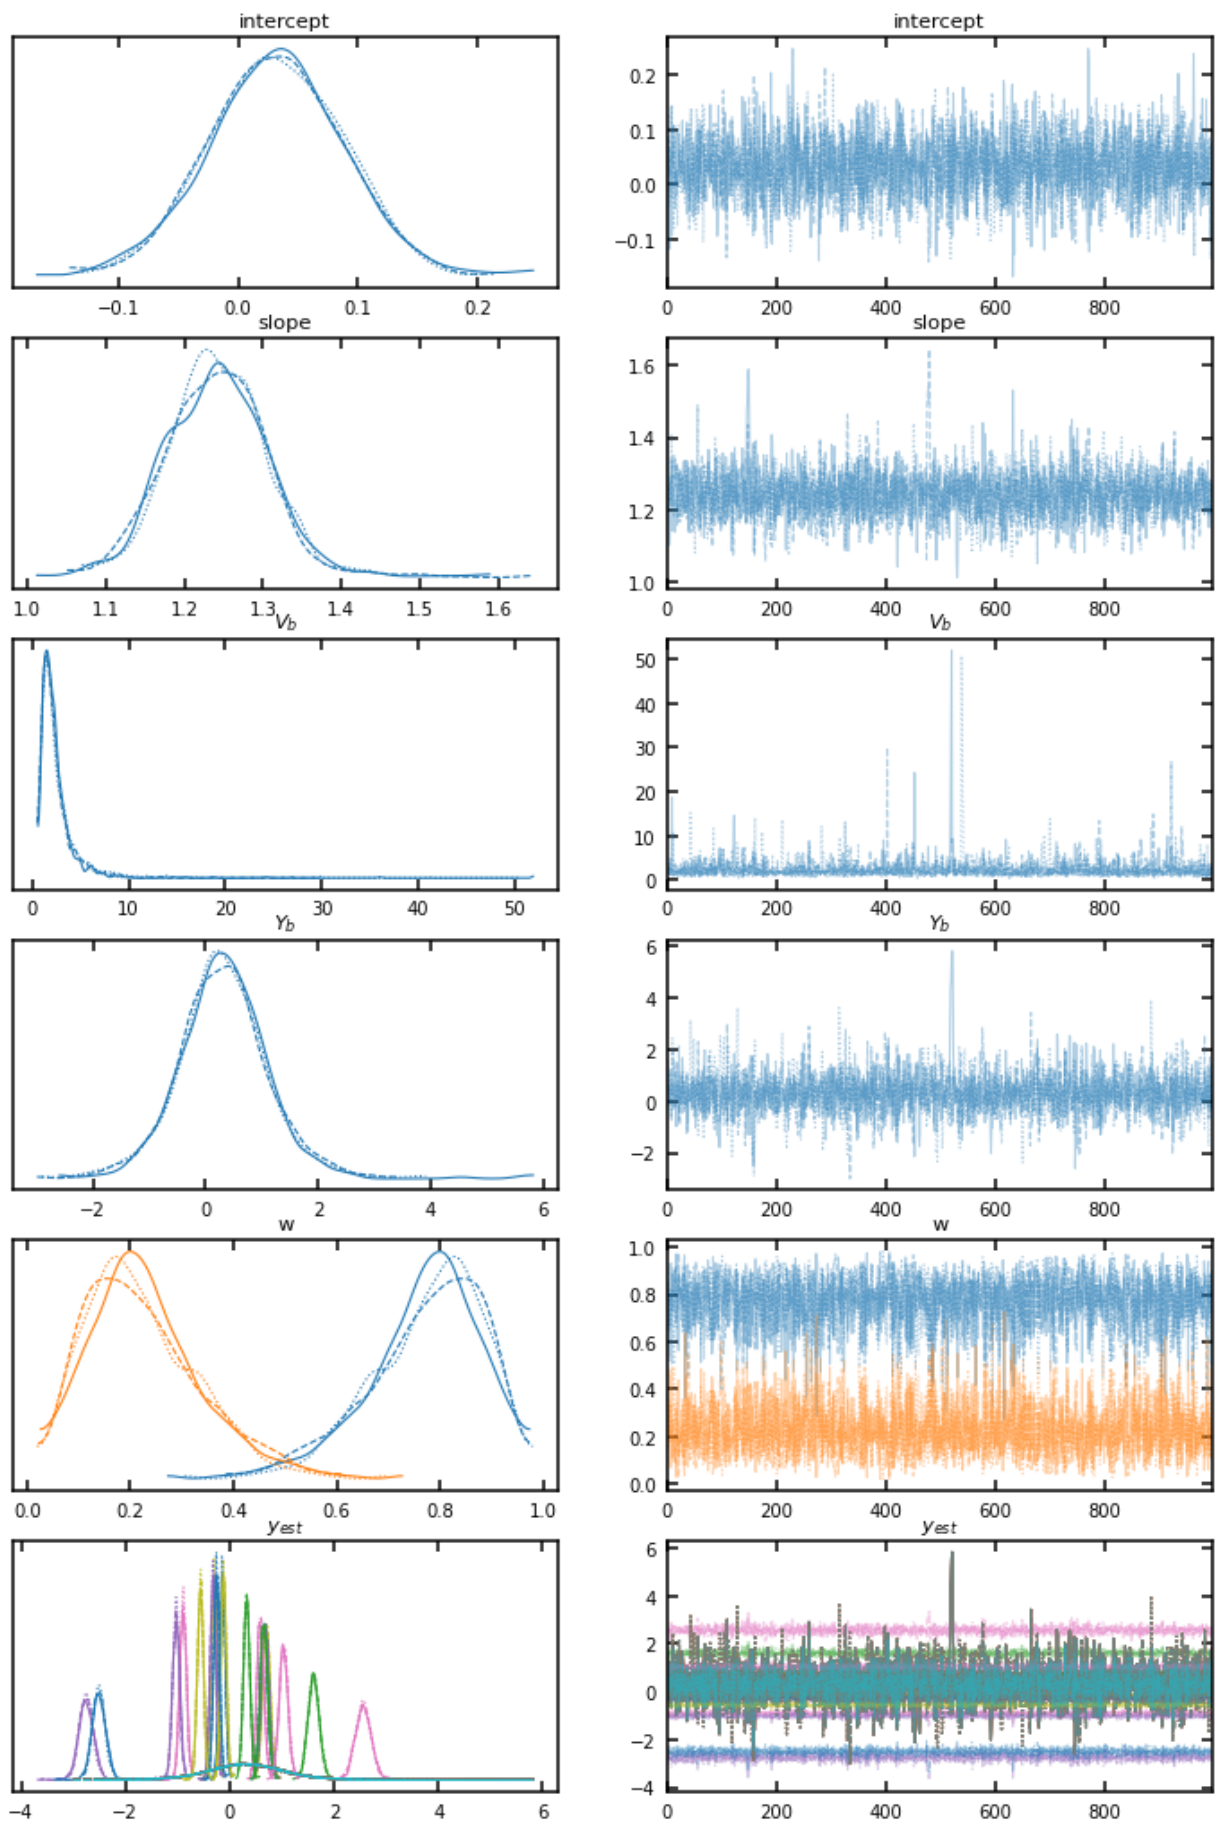 intercept intercept
0.2
0.1
0.0
−0.1
−0.1 0.0 0.1 0.2 0 200 400 600 800
slope slope
1.6
1.4
1.2
1.0
1.0 1.1 1.2 1.3 1.4 1.5 1.6 0 200 400 600 800
V_b V_b
50
40
30
20
10
0
0 10 20 30 40 50 0 200 400 600 800
Y_b Y_b
6
4
2
0
−2
−2 0 2 4 6 0 200 400 600 800
w w
1.0
0.8
0.6
0.4
0.2
0.0
0.0 0.2 0.4 0.6 0.8 1.0 0 200 400 600 800
y_est y_est
6
4
2
0
−2
−4
−4 −2 0 2 4 6 0 200 400 600 800